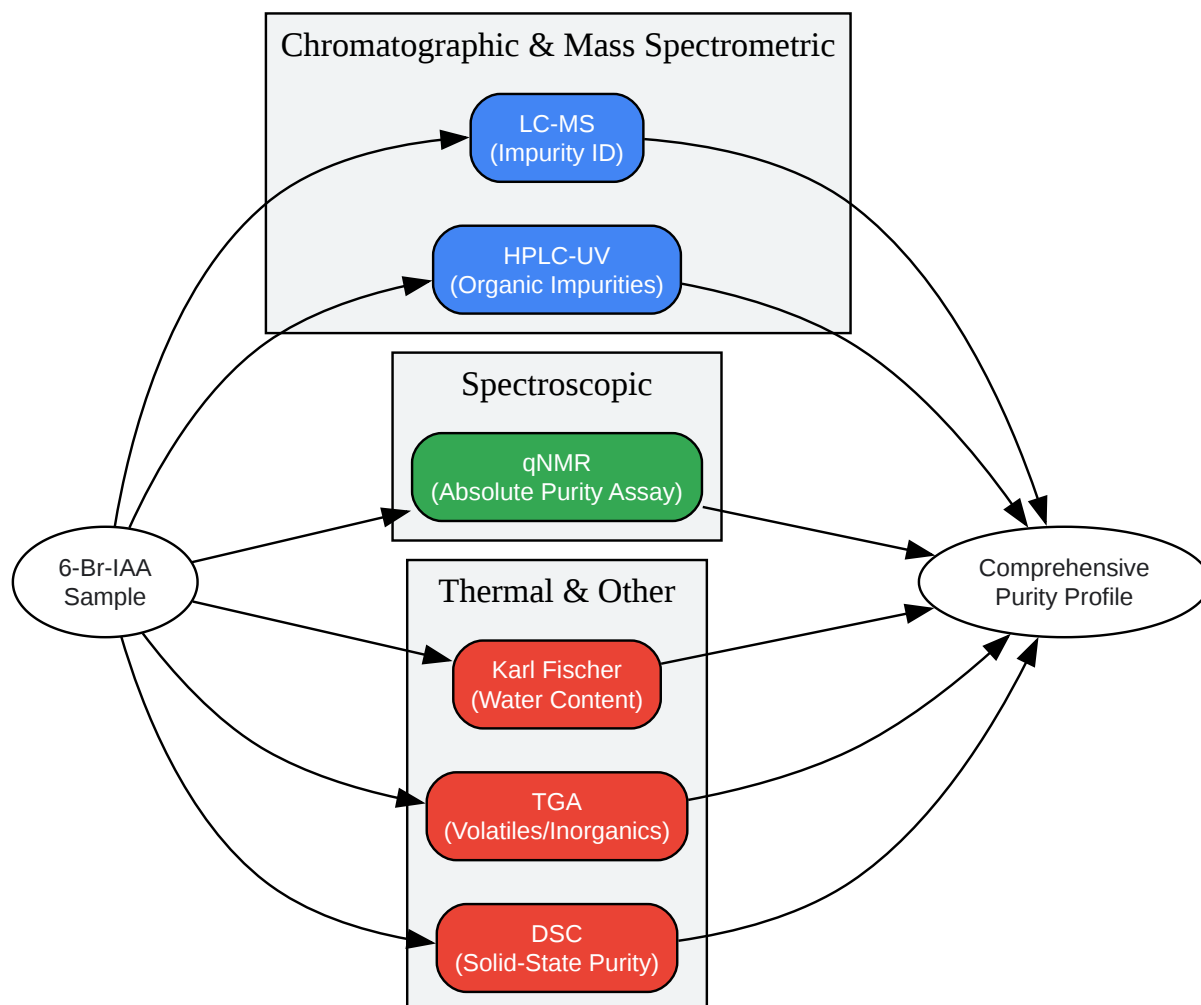 Chromatographic & Mass Spectrometric
LC-MS
(Impurity ID)
HPLC-UV
(Organic Impurities)
Spectroscopic
qNMR
(Absolute Purity Assay)
6-Br-IAA
Sample
Comprehensive
Purity Profile
Thermal & Other
Karl Fischer
(Water Content)
TGA
(Volatiles/Inorganics)
DSC
(Solid-State Purity)